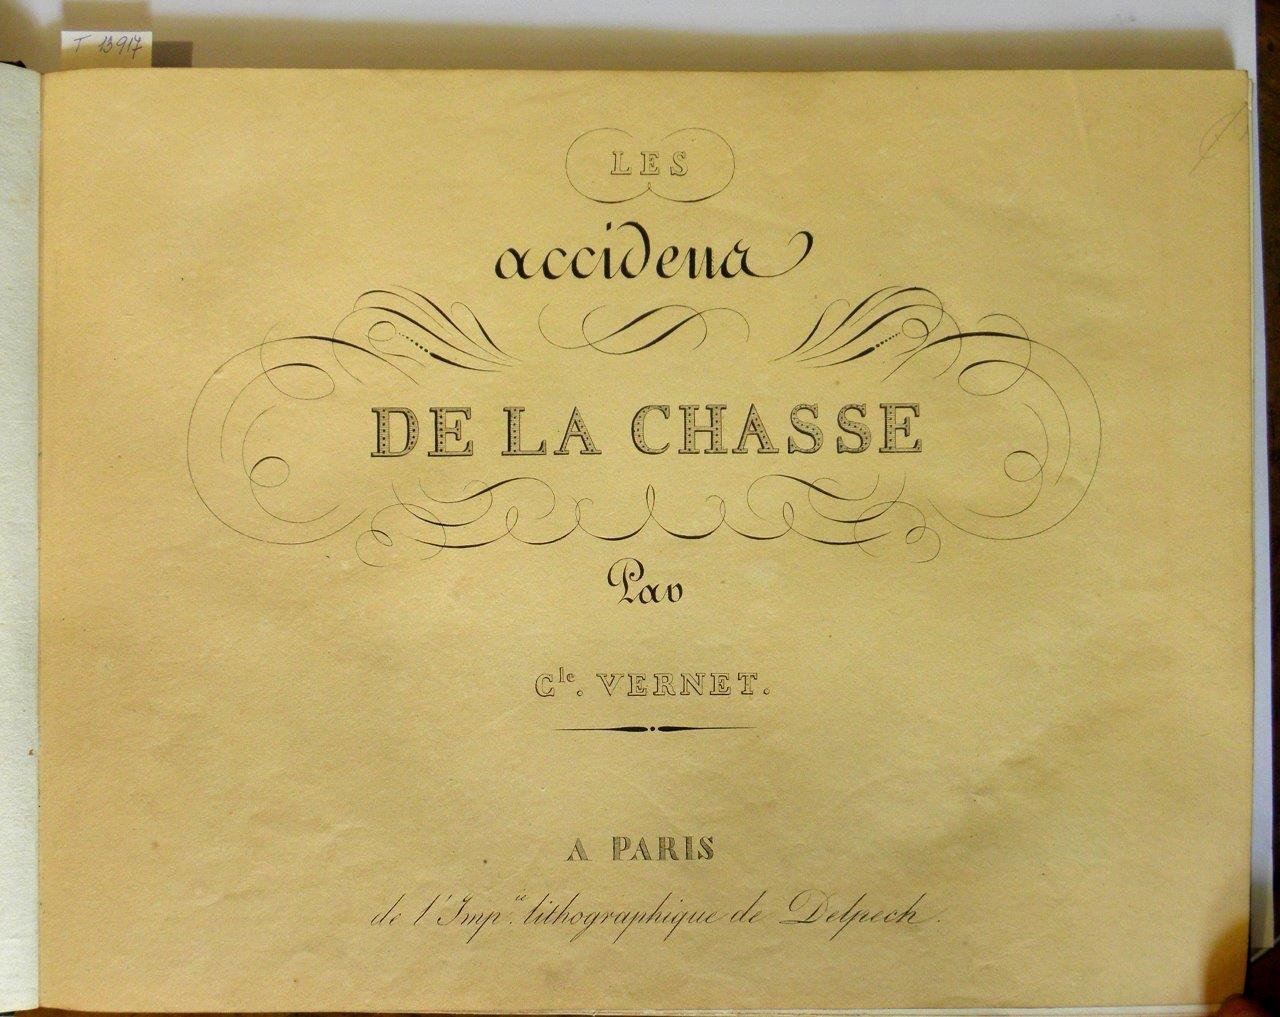 T 13917
LES
accidens
DE LA CHASSE
Par
Cle. VERNET.
A PARIS
de l'Impie. lithographique de Delpech.